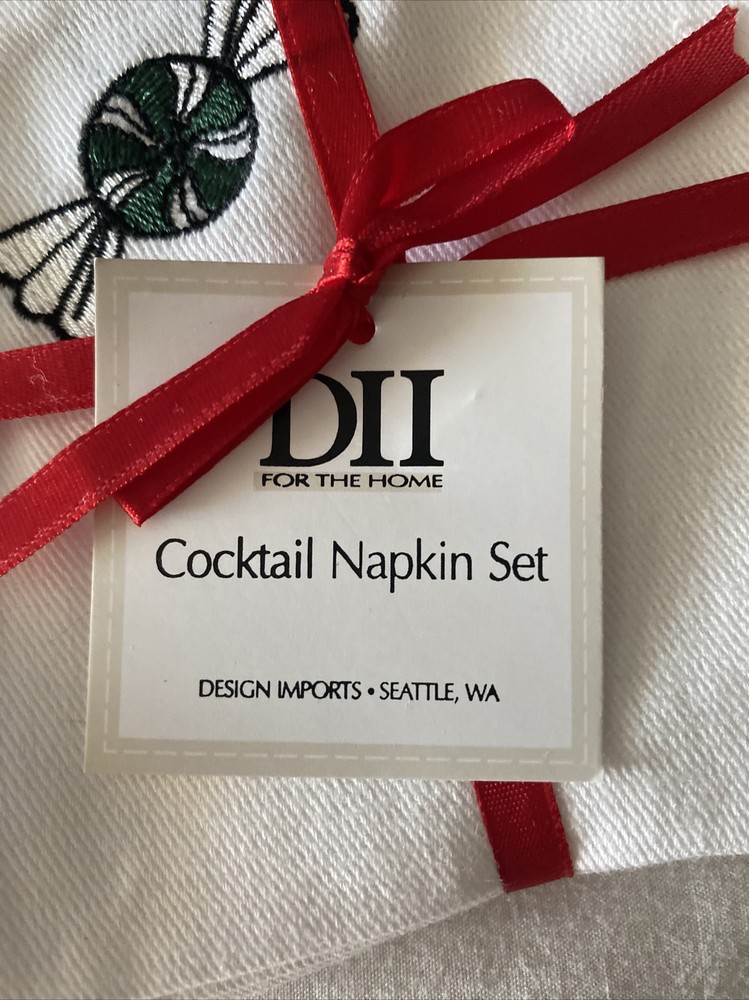 DII
FOR THE HOME
Cocktail Napkin Set
DESIGN IMPORTS • SEATTLE, WA